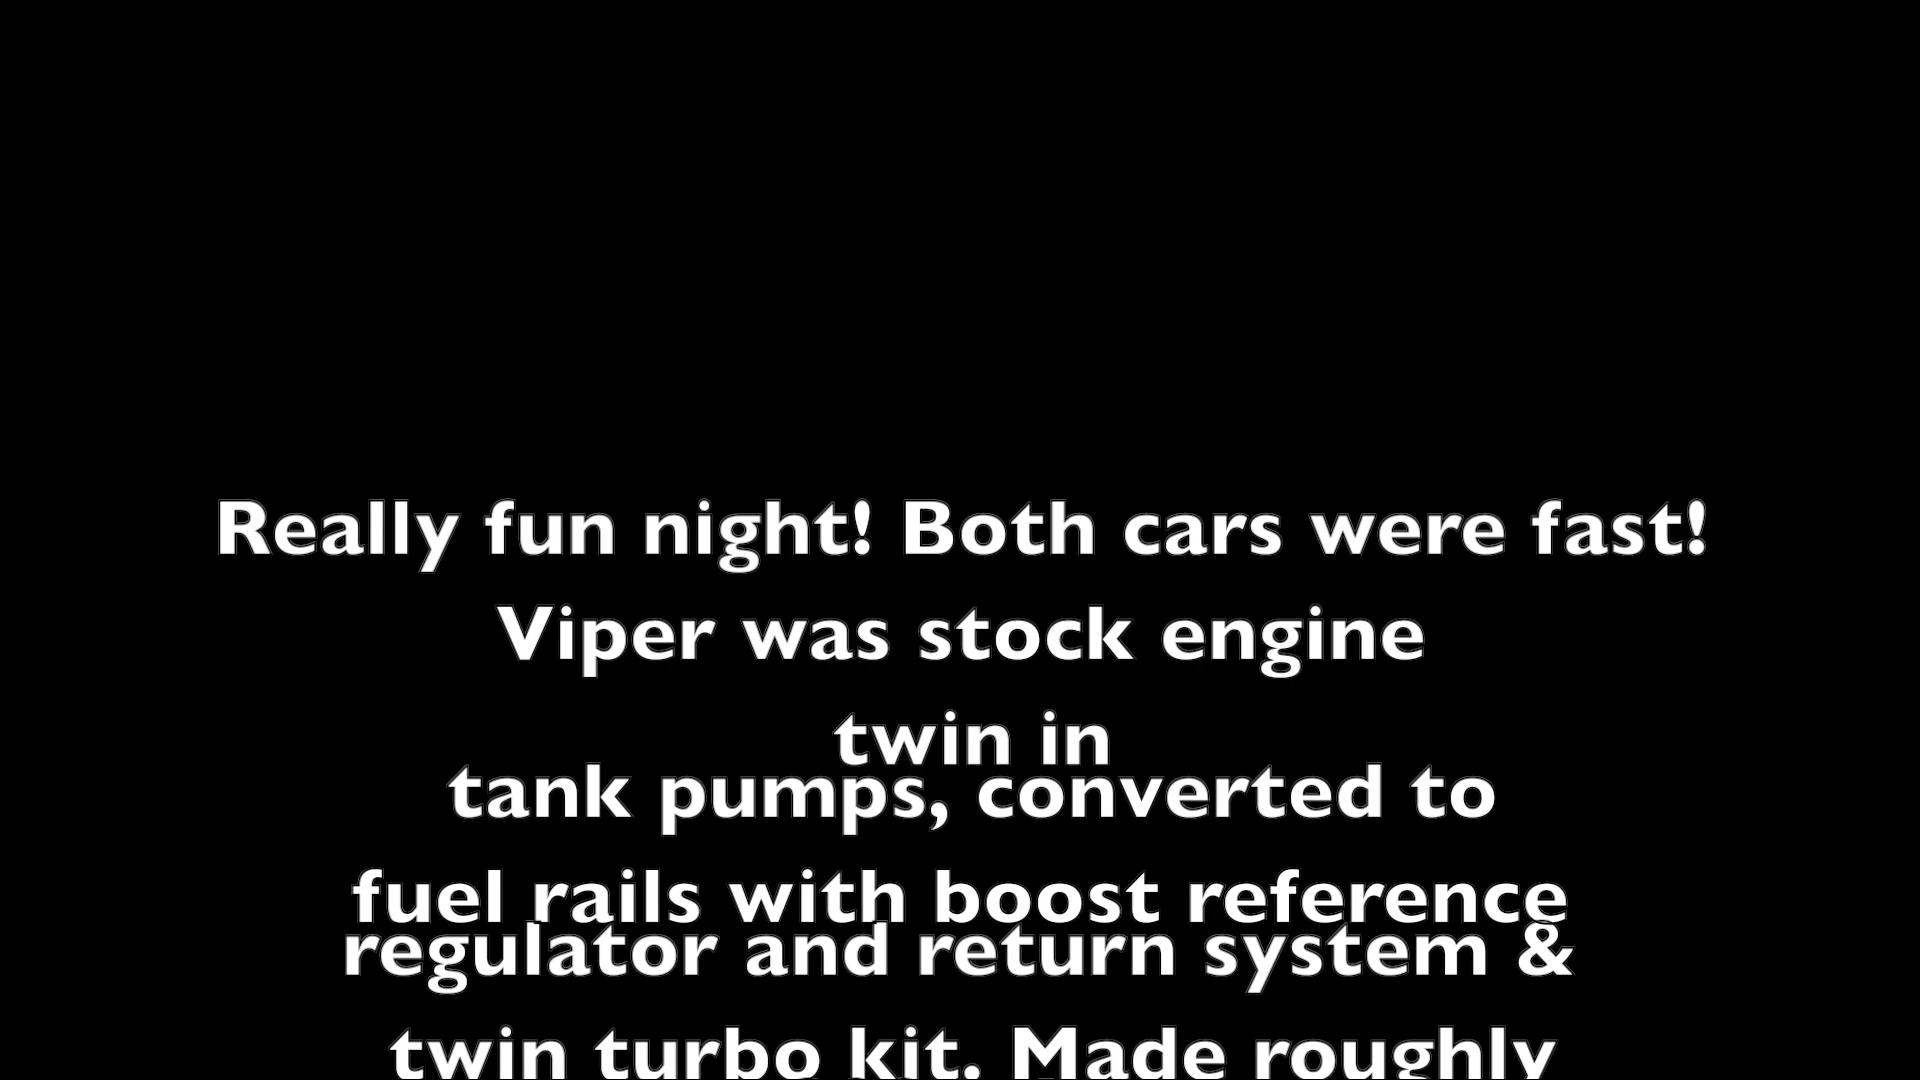 Really fun night! Both cars were fast!
Viper was stock engine
twin in
tank pumps, converted to
fuel rails with boost reference
regulator and return system &
twin turbo kit. Made roughly